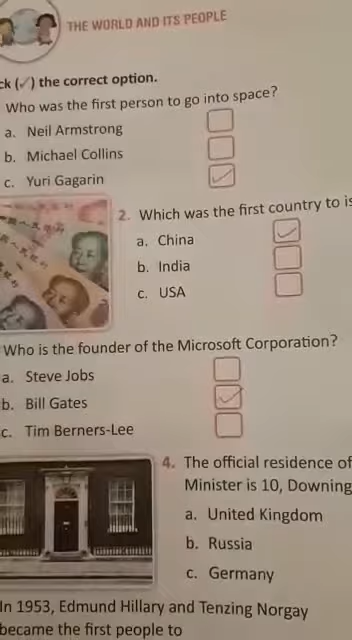 THE WORLD AND ITS PEOPLE
(✓) the correct option.
Who was the first person to go into space?
a. Neil Armstrong
b. Michael Collins
c. Yuri Gagarin
2. Which was the first country to
a. China
b. India
c. USA
Who is the founder of the Microsoft Corporation?
a. Steve Jobs
b. Bill Gates
c. Tim Berners-Lee
4. The official residence of
Minister is 10, Downing
a. United Kingdom
b. Russia
c. Germany
In 1953, Edmund Hillary and Tenzing Norgay
became the first people to